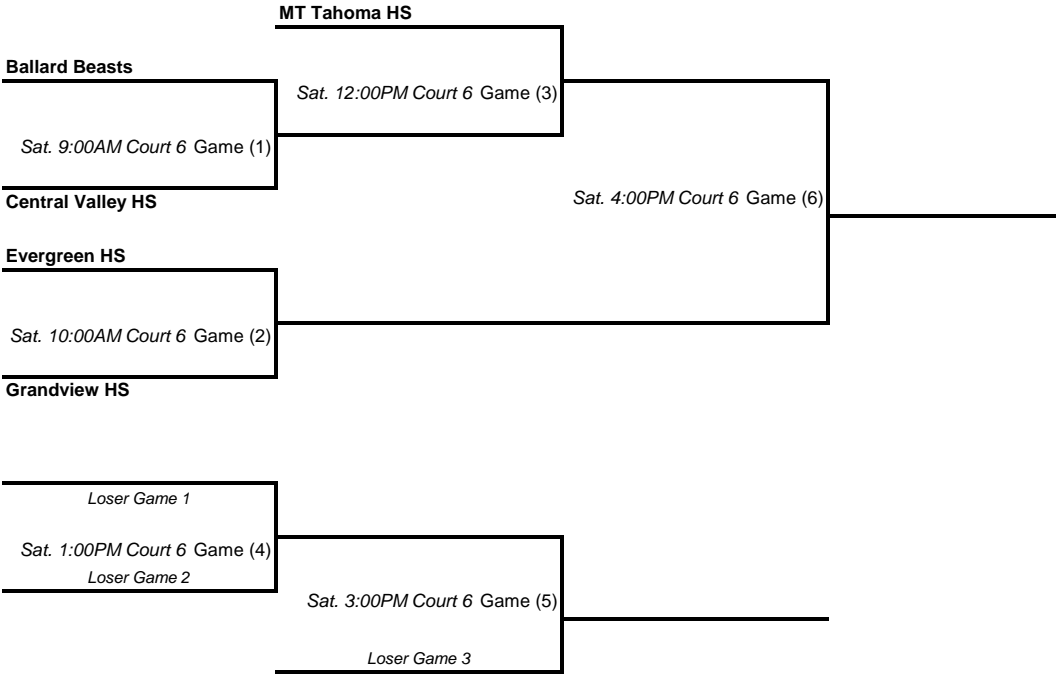 MT Tahoma HS
Ballard Beasts
Sat. 12:00PM Court 6 Game (3)
Sat. 9:00AM Court 6 Game (1)
Central Valley HS
Sat. 4:00PM Court 6 Game (6)
Evergreen HS
Sat. 10:00AM Court 6 Game (2)
Grandview HS
Loser Game 1
Sat. 1:00PM Court 6 Game (4)
Loser Game 2
Sat. 3:00PM Court 6 Game (5)
Loser Game 3